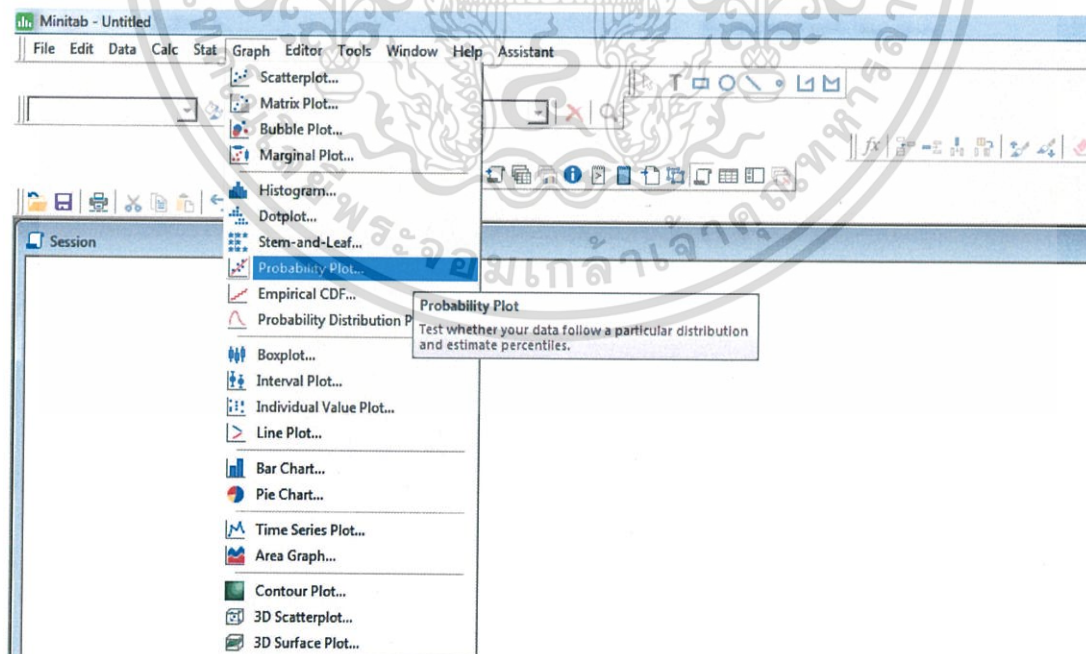 Minitab - Untitled
File Edit Data Calc Stat Graph Editor Tools Window Help Assistant
Scatterplot...
Matrix Plot...
Bubble Plot...
Marginal Plot...
Histogram...
Dotplot...
Stem-and-Leaf...
Probability Plot...
Empirical CDF...
Probability Distribution P
Boxplot...
Interval Plot...
Individual Value Plot...
Line Plot...
Bar Chart...
Pie Chart...
Time Series Plot...
Area Graph...
Contour Plot...
3D Scatterplot...
3D Surface Plot...
Session
Probability Plot
Test whether your data follow a particular distribution
and estimate percentiles.